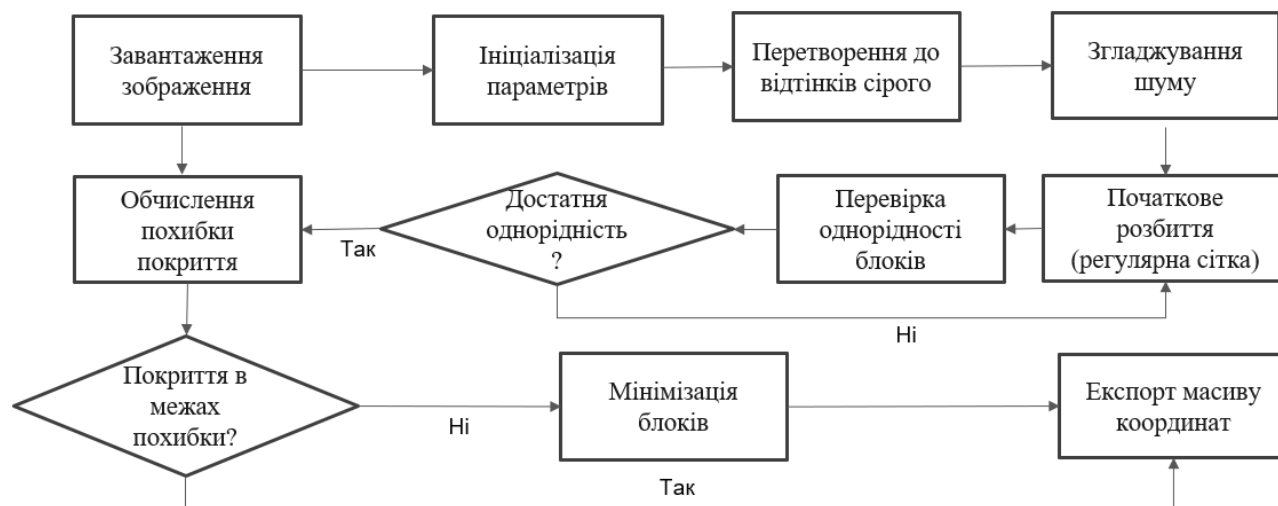 Завантаження
зображення
Ініціалізація
параметрів
Перетворення до
відтінків сірого
Згладжування
шуму
Обчислення
похибки
покриття
Так
Достатня
однорідність
?
Перевірка
однорідності
блоків
Початкове
розбиття
(регулярна сітка)
Ні
Покриття в
межах
похибки?
Ні
Мінімізація
блоків
Експорт масиву
координат
Так